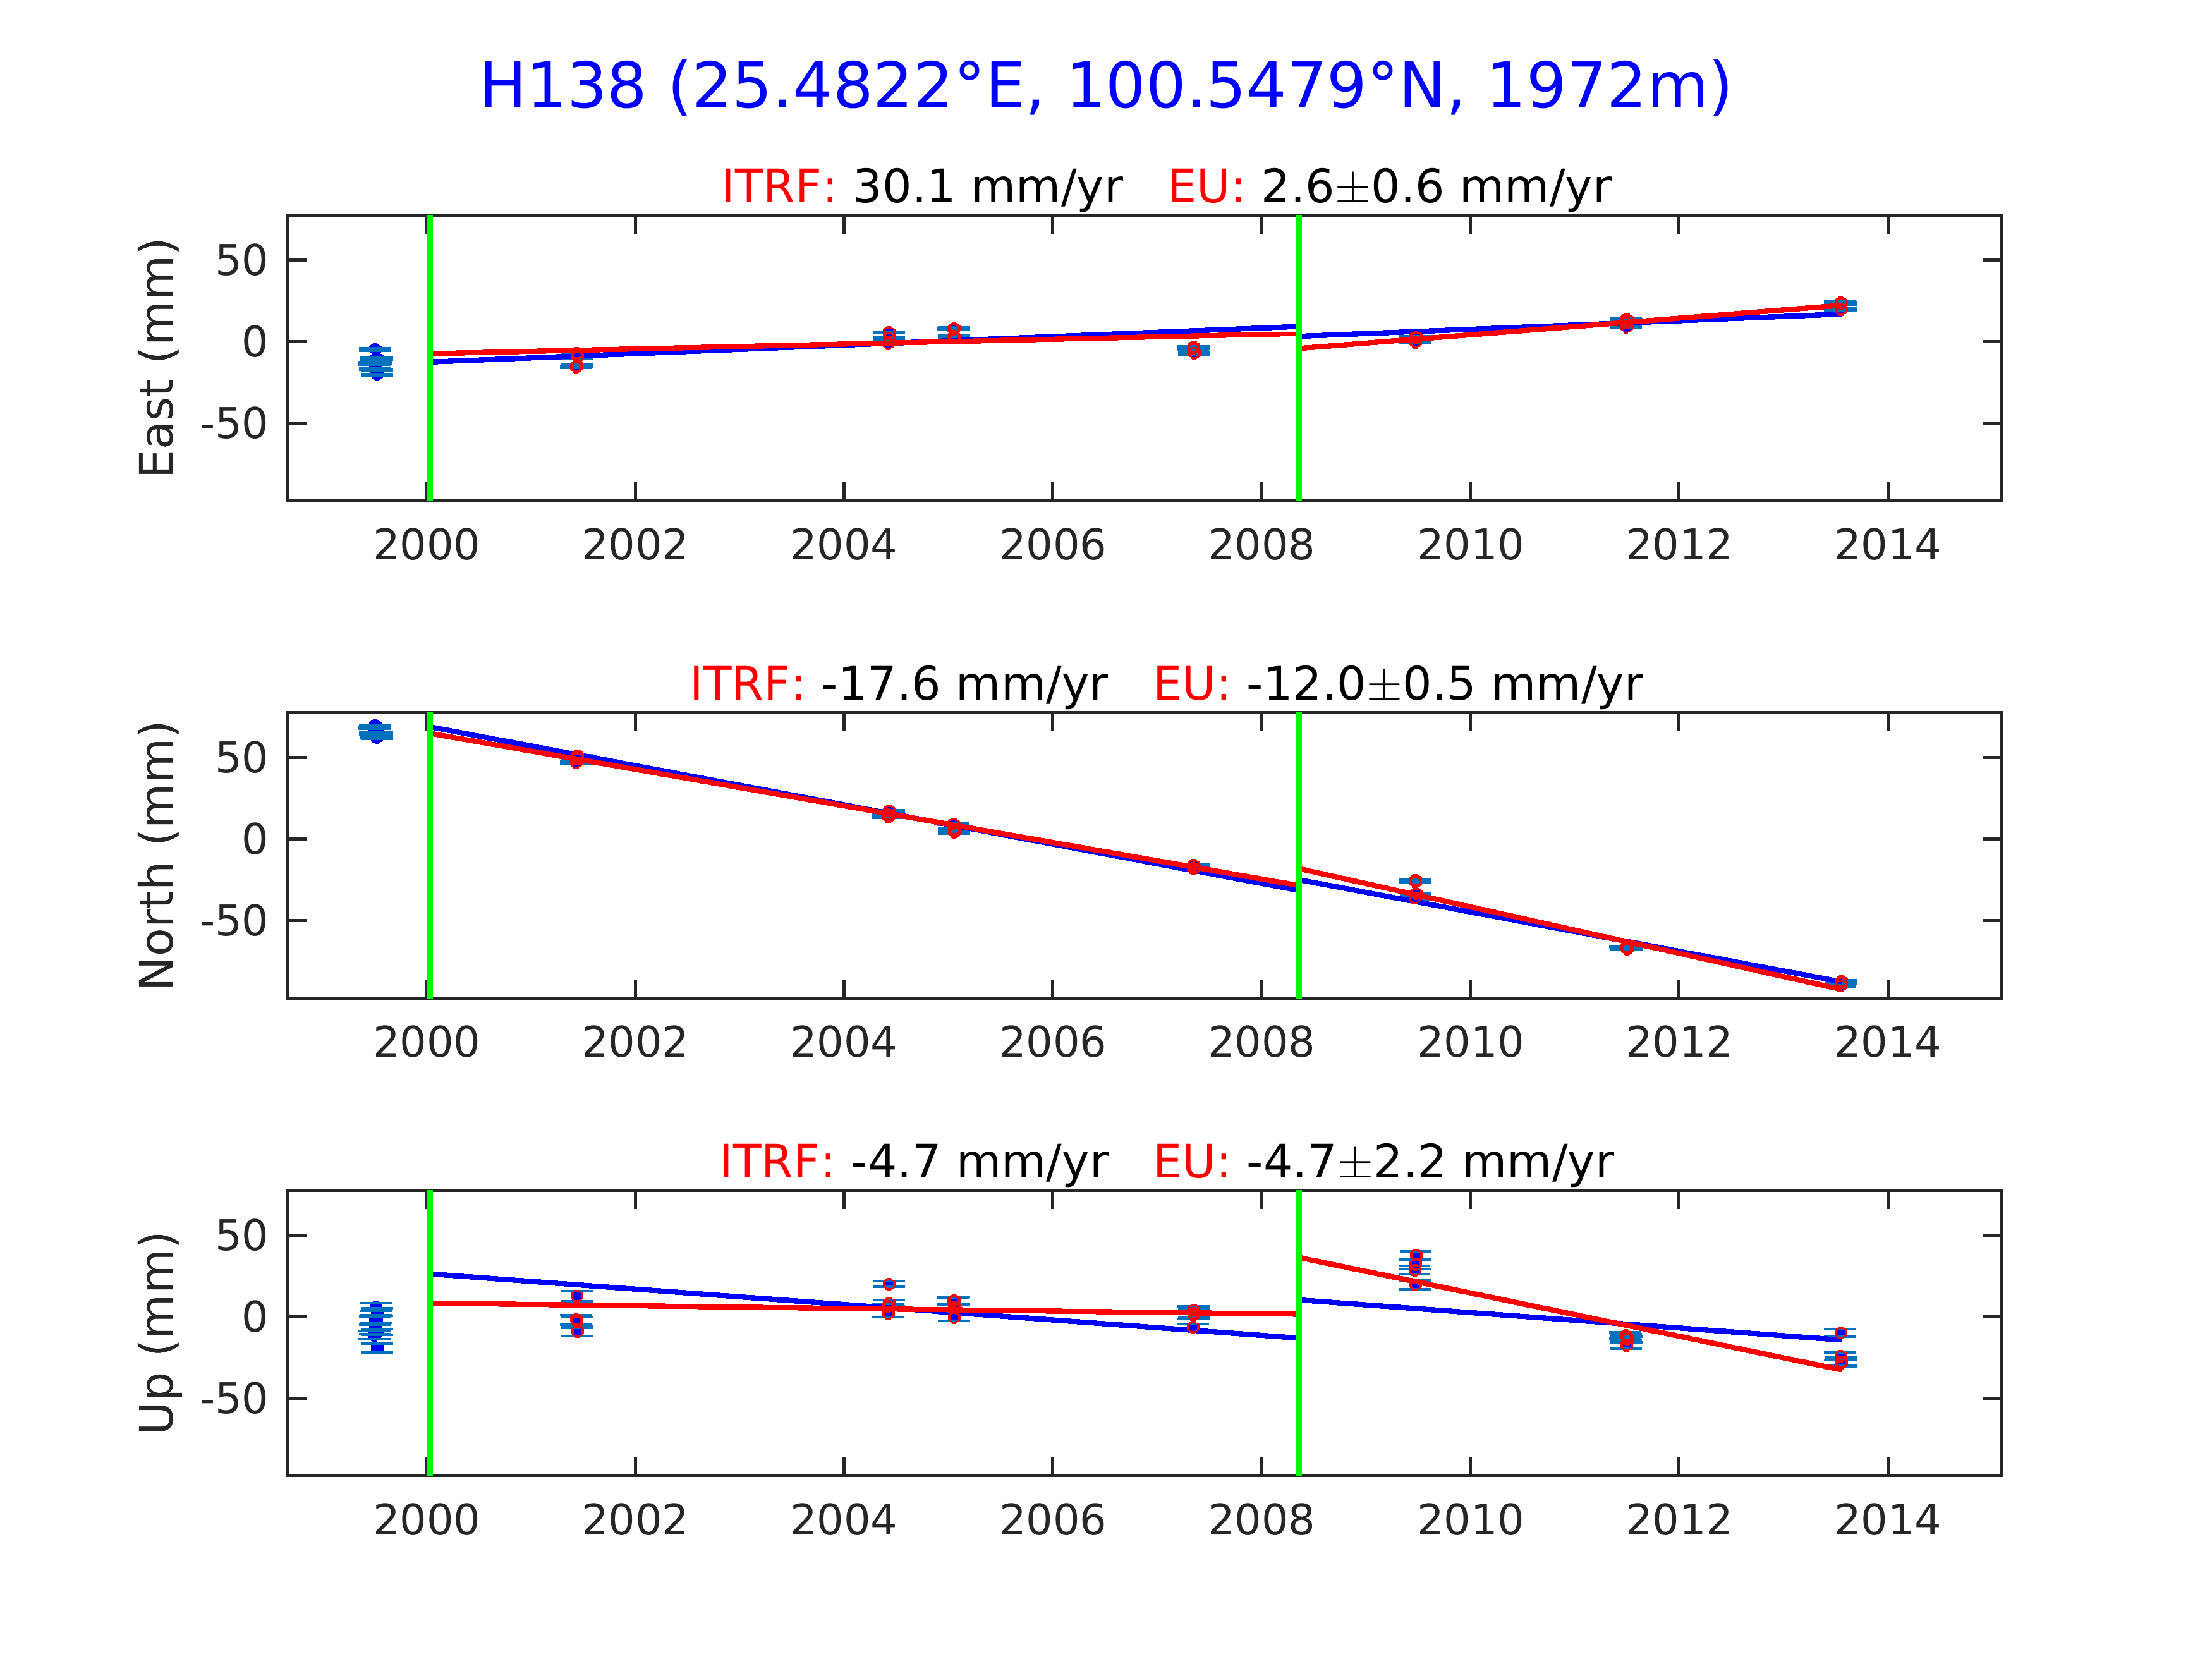 H138 (25.4822°E, 100.5479°N, 1972m)
ITRF: 30.1 mm/yr EU: 2.6±0.6 mm/yr
East (mm)
50
0
-50
2000 2002 2004 2006 2008 2010 2012 2014
ITRF: -17.6 mm/yr EU: -12.0±0.5 mm/yr
North (mm)
50
0
-50
2000 2002 2004 2006 2008 2010 2012 2014
ITRF: -4.7 mm/yr EU: -4.7±2.2 mm/yr
Up (mm)
50
0
-50
2000 2002 2004 2006 2008 2010 2012 2014